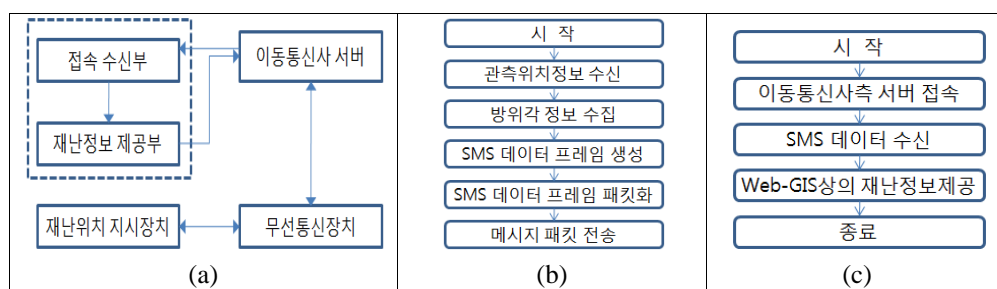 접속 수신부
이동통신사 서버
재난정보 제공부
재난위치 지시장치
무선통신장치
(a)
시 작
관측위치정보 수신
방위각 정보 수집
SMS 데이터 프레임 생성
SMS 데이터 프레임 패킷화
메시지 패킷 전송
(b)
시 작
이동통신사측 서버 접속
SMS 데이터 수신
Web-GIS상의 재난정보제공
종료
(c)